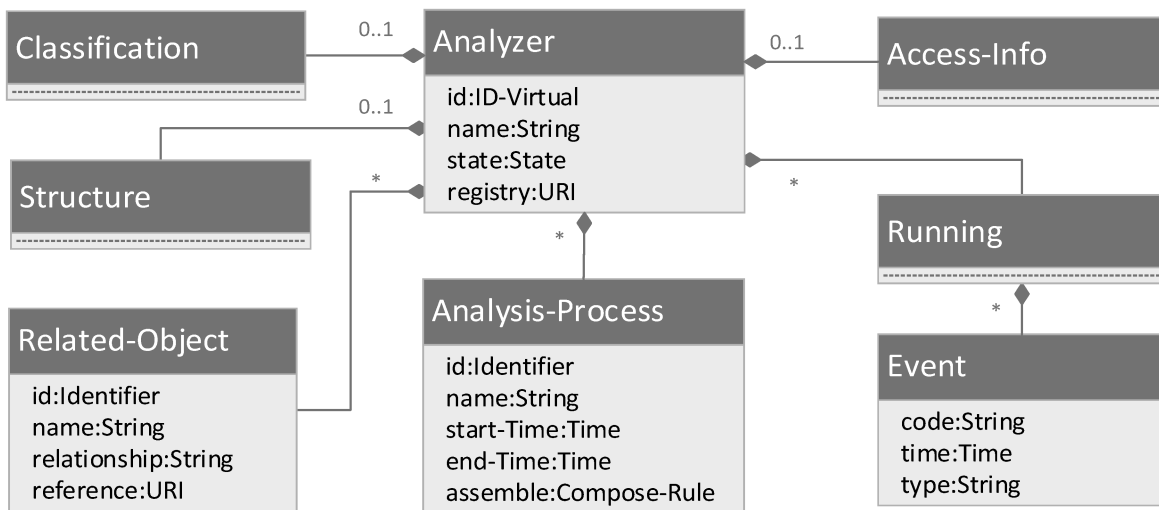 Classification
0..1
Analyzer
id:ID-Virtual
name:String
state:State
registry:URI
0..1
Access-Info
0..1
Structure
*
*
Running
*
Related-Object
id:Identifier
name:String
relationship:String
reference:URI
*
Analysis-Process
id:Identifier
name:String
start-Time:Time
end-Time:Time
assemble:Compose-Rule
Event
code:String
time:Time
type:String